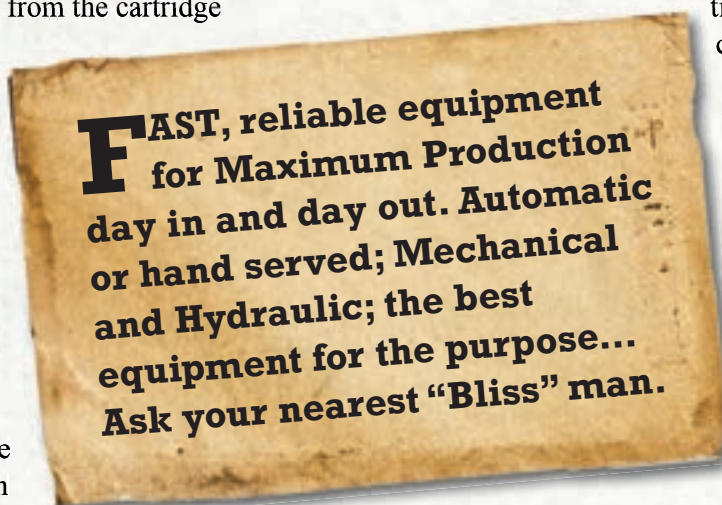 from the cartridge
FAST, reliable equipment
for Maximum Production
day in and day out. Automatic
or hand served; Mechanical
and Hydraulic; the best
equipment for the purpose...
Ask your nearest “Bliss” man.